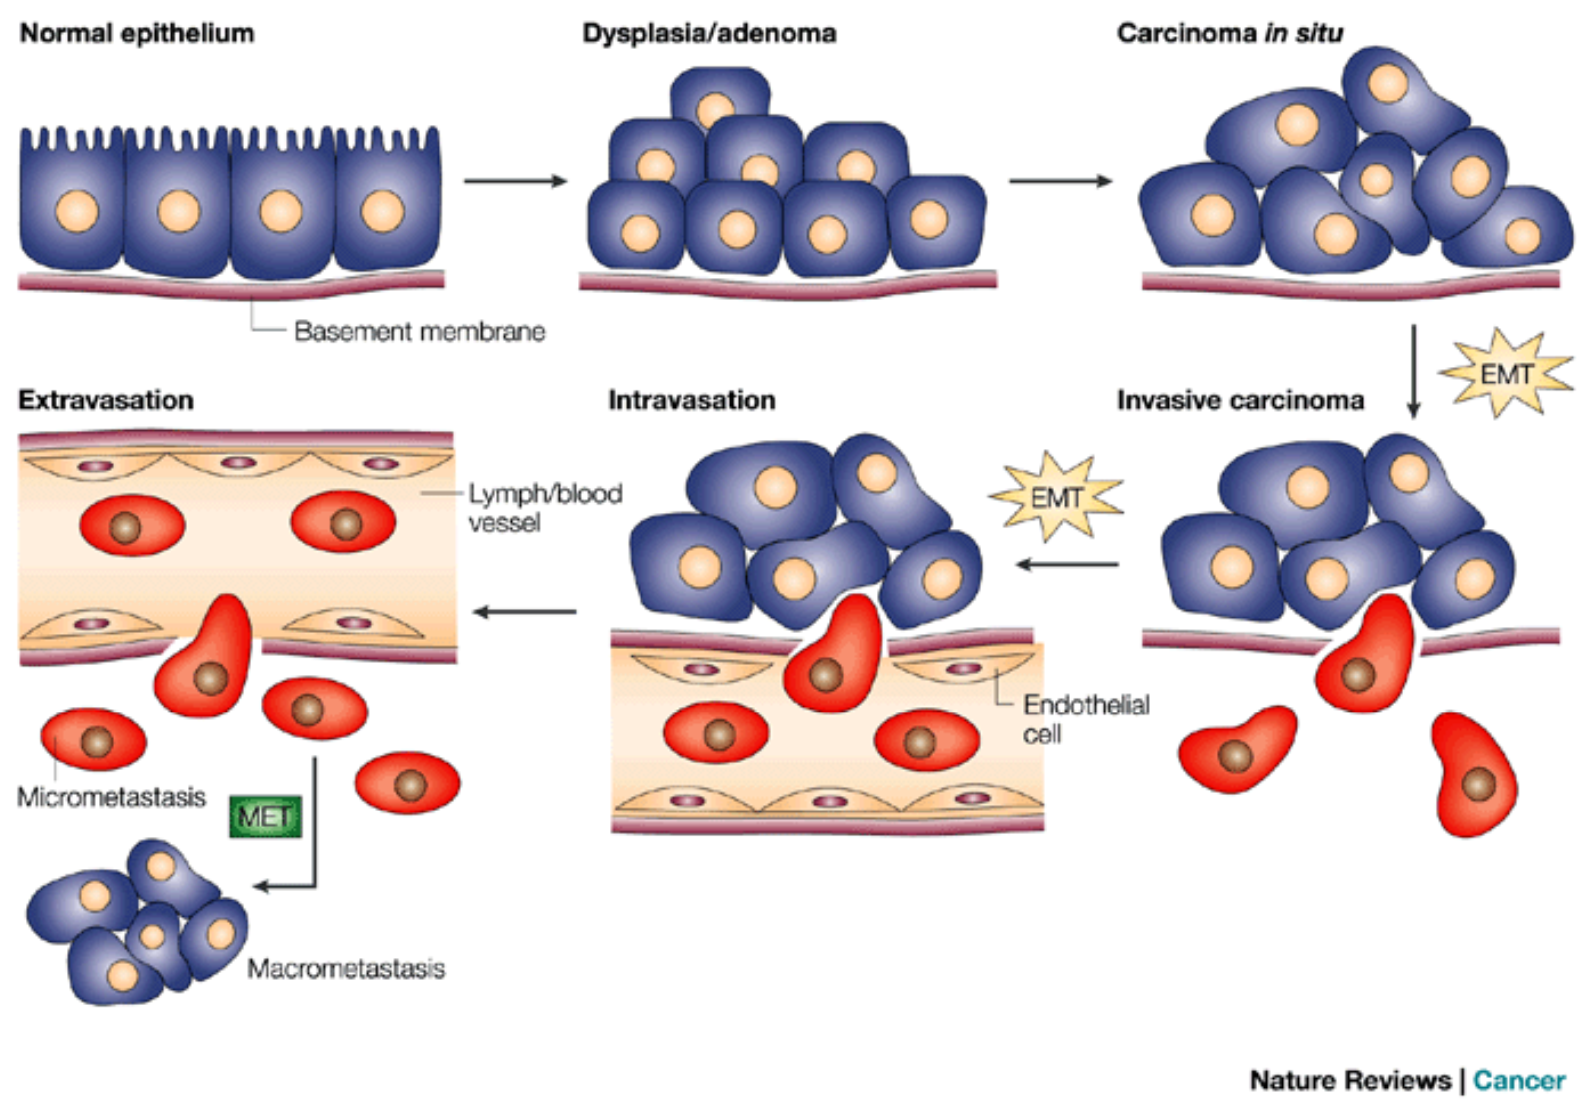 Normal epithelium
Dysplasia/adenoma
Carcinoma in situ
Basement membrane
EMT
Extravasation
Intravasation
Invasive carcinoma
Lymph/blood
vessel
EMT
Endothelial
cell
Micrometastasis
MET
Macrometastasis
Nature Reviews | Cancer